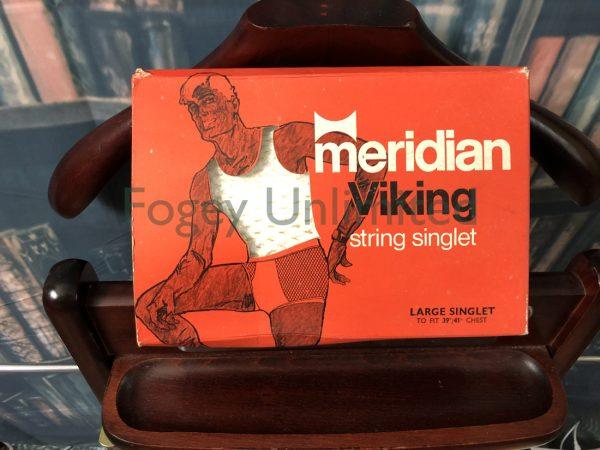 meridian
Viking
string singlet
Fogey Unlimited
LARGE SINGLET
TO FIT 39"/41" CHEST